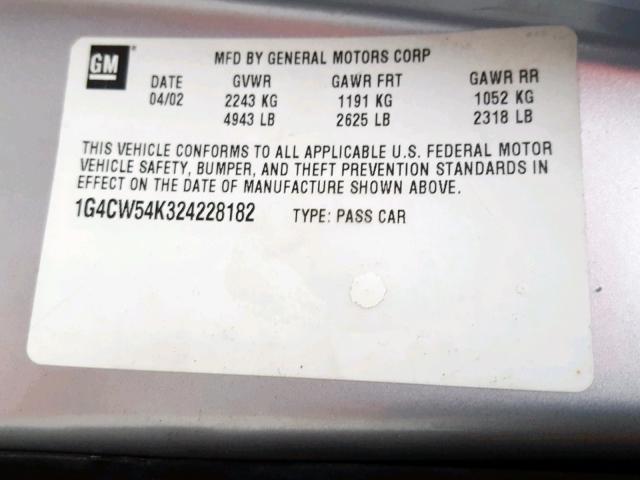 GM
MFD BY GENERAL MOTORS CORP
DATE GVWR GAWR FRT GAWR RR
04/02 2243 KG 1191 KG 1052 KG
4943 LB 2625 LB 2318 LB
THIS VEHICLE CONFORMS TO ALL APPLICABLE U.S. FEDERAL MOTOR
VEHICLE SAFETY, BUMPER, AND THEFT PREVENTION STANDARDS IN
EFFECT ON THE DATE OF MANUFACTURE SHOWN ABOVE.
1G4CW54K324228182 TYPE: PASS CAR